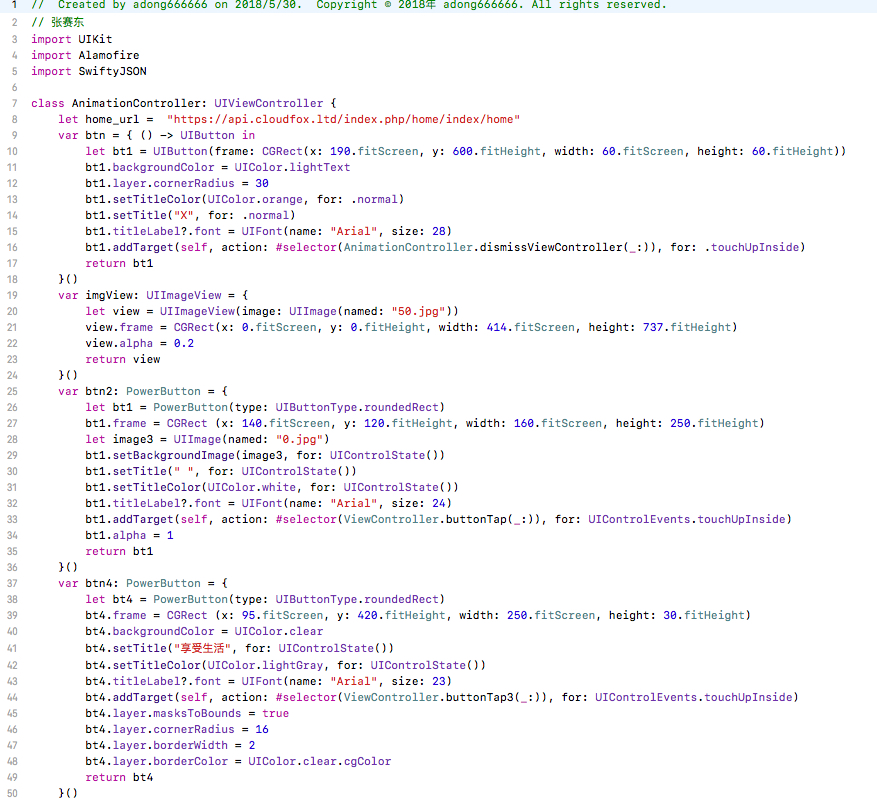 1 //  Created by adong666666 on 2018/5/30.  Copyright © 2018年 adong666666. All rights reserved.
2 // 张赛东
3 import UIKit
4 import Alamofire
5 import SwiftyJSON
6
7 class AnimationController: UIViewController {
8     let home_url =  "https://api.cloudfox.ltd/index.php/home/index/home"
9     var btn = { () -> UIButton in
10         let bt1 = UIButton(frame: CGRect(x: 190.fitScreen, y: 600.fitHeight, width: 60.fitScreen, height: 60.fitHeight))
11         bt1.backgroundColor = UIColor.lightText
12         bt1.layer.cornerRadius = 30
13         bt1.setTitleColor(UIColor.orange, for: .normal)
14         bt1.setTitle("X", for: .normal)
15         bt1.titleLabel?.font = UIFont(name: "Arial", size: 28)
16         bt1.addTarget(self, action: #selector(AnimationController.dismissViewController(_:)), for: .touchUpInside)
17         return bt1
18     }()
19     var imgView: UIImageView = {
20         let view = UIImageView(image: UIImage(named: "50.jpg"))
21         view.frame = CGRect(x: 0.fitScreen, y: 0.fitHeight, width: 414.fitScreen, height: 737.fitHeight)
22         view.alpha = 0.2
23         return view
24     }()
25     var btn2: PowerButton = {
26         let bt1 = PowerButton(type: UIButtonType.roundedRect)
27         bt1.frame = CGRect (x: 140.fitScreen, y: 120.fitHeight, width: 160.fitScreen, height: 250.fitHeight)
28         let image3 = UIImage(named: "0.jpg")
29         bt1.setBackgroundImage(image3, for: UIControlState())
30         bt1.setTitle(" ", for: UIControlState())
31         bt1.setTitleColor(UIColor.white, for: UIControlState())
32         bt1.titleLabel?.font = UIFont(name: "Arial", size: 24)
33         bt1.addTarget(self, action: #selector(ViewController.buttonTap(_:)), for: UIControlEvents.touchUpInside)
34         bt1.alpha = 1
35         return bt1
36     }()
37     var btn4: PowerButton = {
38         let bt4 = PowerButton(type: UIButtonType.roundedRect)
39         bt4.frame = CGRect (x: 95.fitScreen, y: 420.fitHeight, width: 250.fitScreen, height: 30.fitHeight)
40         bt4.backgroundColor = UIColor.clear
41         bt4.setTitle("享受生活", for: UIControlState())
42         bt4.setTitleColor(UIColor.lightGray, for: UIControlState())
43         bt4.titleLabel?.font = UIFont(name: "Arial", size: 23)
44         bt4.addTarget(self, action: #selector(ViewController.buttonTap3(_:)), for: UIControlEvents.touchUpInside)
45         bt4.layer.masksToBounds = true
46         bt4.layer.cornerRadius = 16
47         bt4.layer.borderWidth = 2
48         bt4.layer.borderColor = UIColor.clear.cgColor
49         return bt4
50     }()